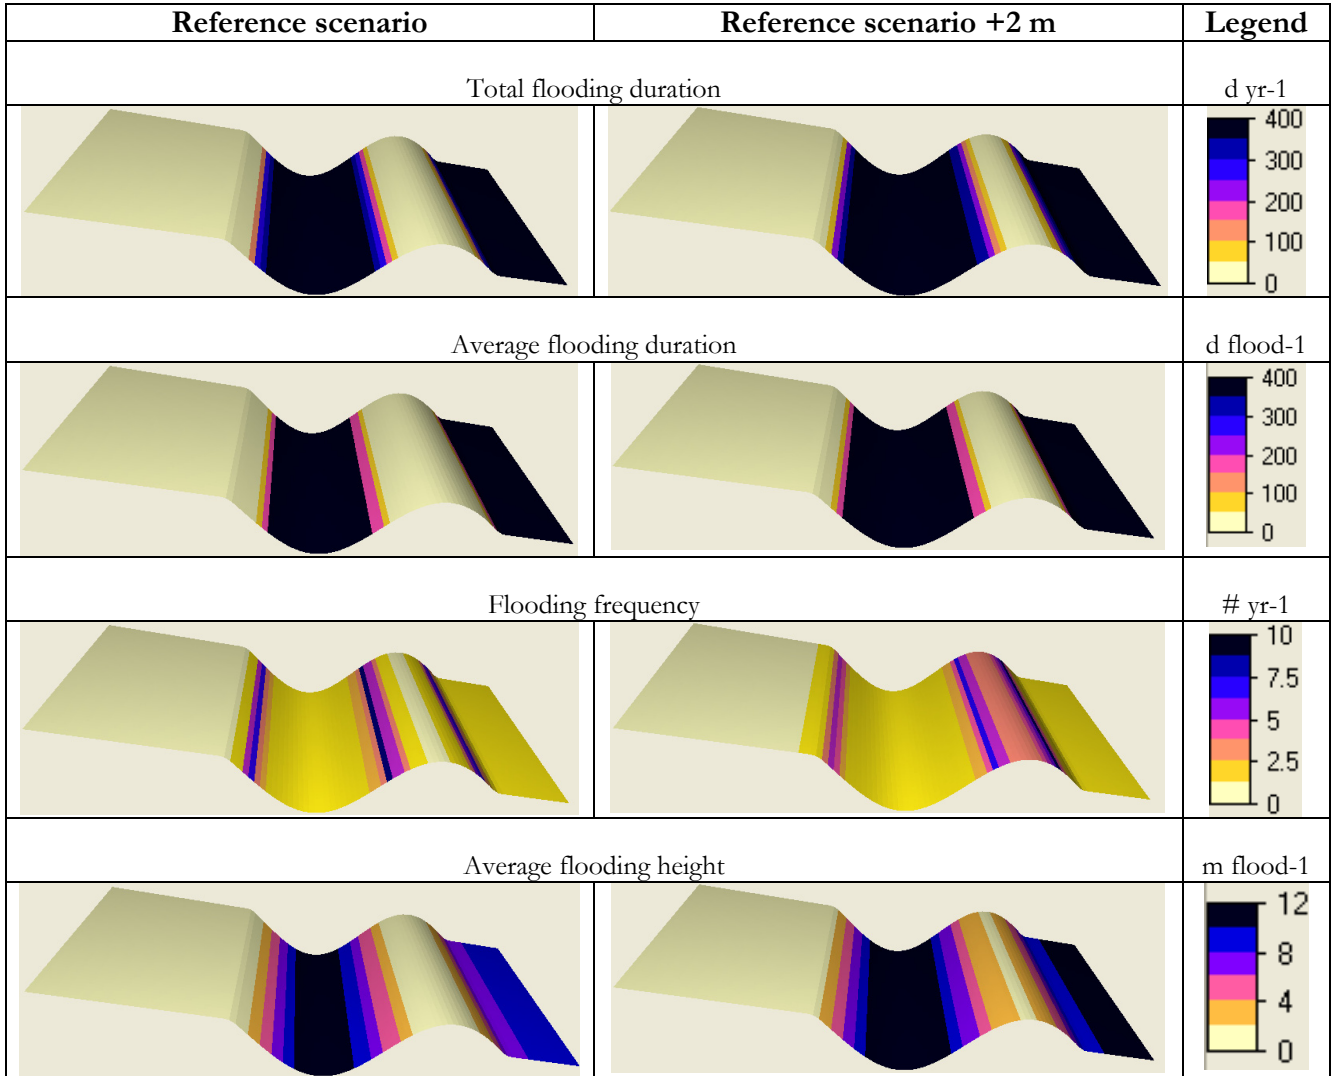 Reference scenario
Reference scenario +2 m
Legend
Total flooding duration
d yr-1
400
300
200
100
0
Average flooding duration
d flood-1
400
300
200
100
0
Flooding frequency
# yr-1
10
7.5
5
2.5
0
Average flooding height
m flood-1
12
8
4
0